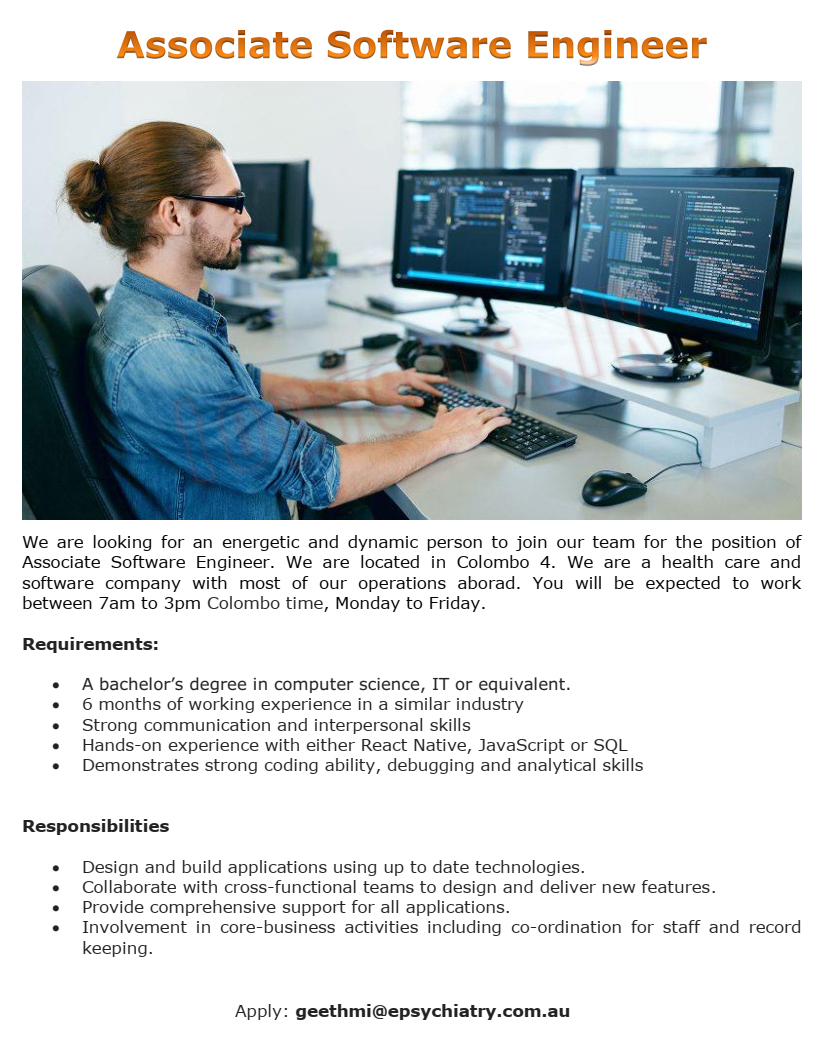 Associate Software Engineer
We are looking for an energetic and dynamic person to join our team for the position of
Associate Software Engineer. We are located in Colombo 4. We are a health care and
software company with most of our operations aborad. You will be expected to work
between 7am to 3pm Colombo time, Monday to Friday.
Requirements:
• A bachelor’s degree in computer science, IT or equivalent.
• 6 months of working experience in a similar industry
• Strong communication and interpersonal skills
• Hands-on experience with either React Native, JavaScript or SQL
• Demonstrates strong coding ability, debugging and analytical skills
Responsibilities
• Design and build applications using up to date technologies.
• Collaborate with cross-functional teams to design and deliver new features.
• Provide comprehensive support for all applications.
• Involvement in core-business activities including co-ordination for staff and record
keeping.
Apply: geethmi@epsychiatry.com.au